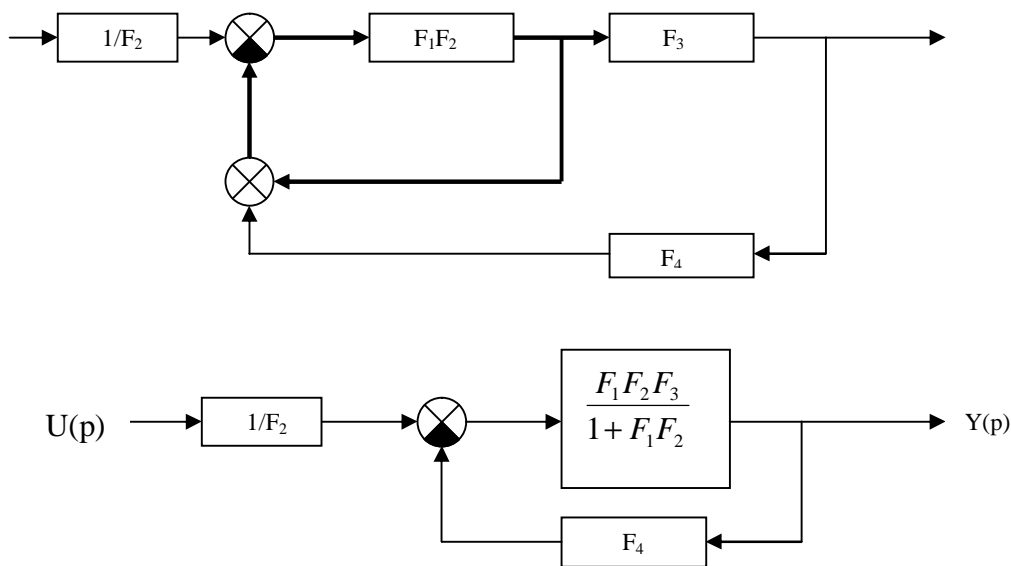 1/F₂
F₁F₂
F₃
F₄
U(p)
1/F₂
F₁F₂F₃
1 + F₁F₂
Y(p)
F₄